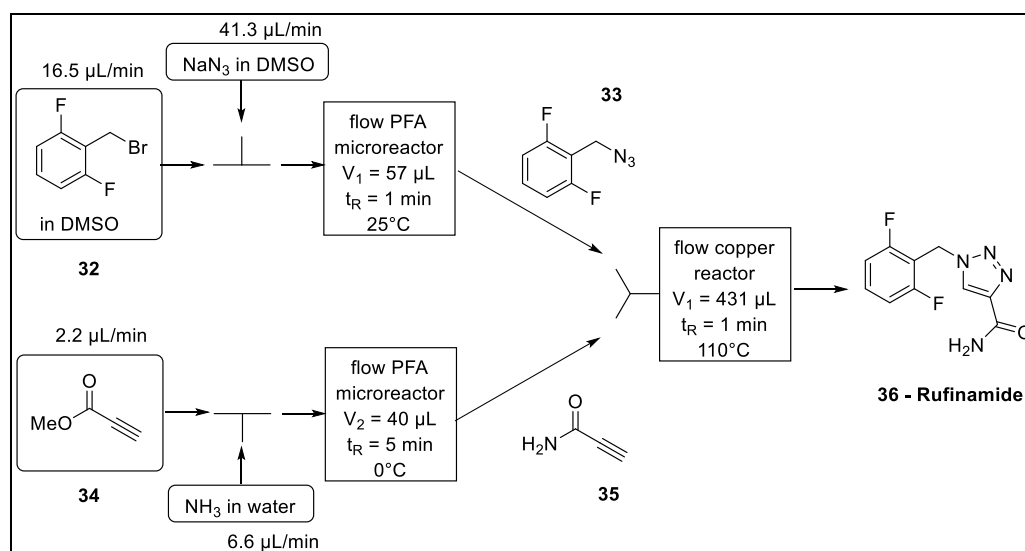 41.3 µL/min
16.5 µL/min
NaN3 in DMSO
F
Br
F
in DMSO
32
flow PFA
microreactor
V1 = 57 µL
tR = 1 min
25°C
33
F
N3
F
2.2 µL/min
O
MeO
34
NH3 in water
6.6 µL/min
flow PFA
microreactor
V2 = 40 µL
tR = 5 min
0°C
O
H2N
35
flow copper
reactor
V1 = 431 µL
tR = 1 min
110°C
F
N
N
N
F
O
H2N
36 - Rufinamide